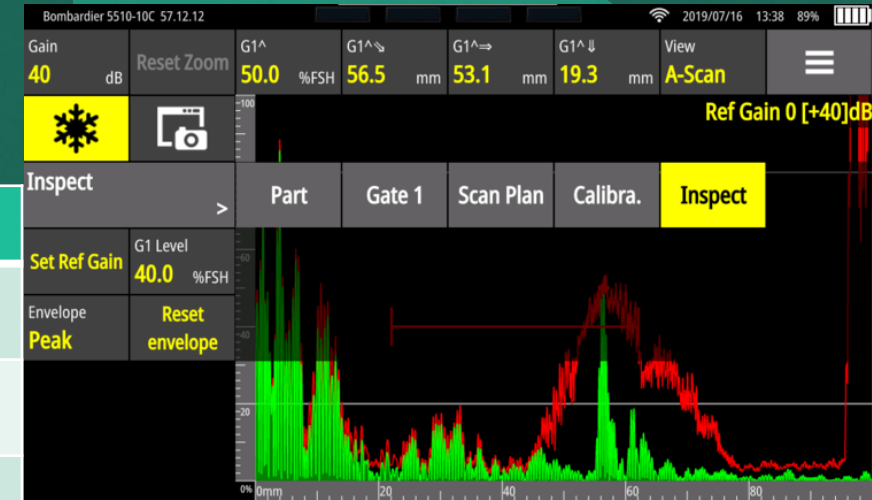 Bombardier 5510-10C 57.12.12 2019/07/16 13:38 89%
Gain G1^ G1^⇘ G1^⇒ G1^⇓ View
40 dB Reset Zoom 50.0 %FSH 56.5 mm 53.1 mm 19.3 mm A-Scan
Ref Gain 0 [+40]dB
100
Inspect > Part Gate 1 Scan Plan Calibra. Inspect
Set Ref Gain G1 Level
40.0 %FSH
60
Envelope Reset
Peak envelope
40
20
0% 0mm 20 40 60 80